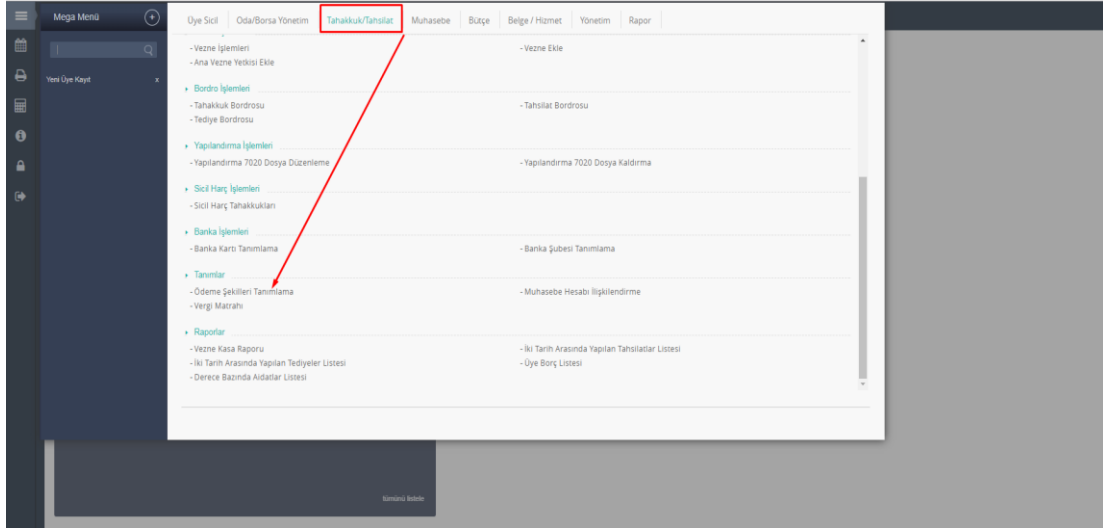 Mega Menü
Üye Sicil Oda/Borsa Yönetim Tahakkuk/Tahsilat Muhasebe Bütçe Belge / Hizmet Yönetim Rapor
Yeni Üye Kayıt x
- Vezne İşlemleri - Vezne Ekle
- Ana Vezne Yetkisi Ekle
Bordro İşlemleri
- Tahakkuk Bordrosu - Tahsilat Bordrosu
- Tediye Bordrosu
Yapılandırma İşlemleri
- Yapılandırma 7020 Dosya Düzenleme - Yapılandırma 7020 Dosya Kaldırma
Sicil Harç İşlemleri
- Sicil Harç Tahakkukları
Banka İşlemleri
- Banka Kartı Tanımlama - Banka Şubesi Tanımlama
Tanımlar
- Ödeme Şekilleri Tanımlama - Muhasebe Hesabı İlişkilendirme
- Vergi Matrahı
Raporlar
- Vezne Kasa Raporu - İki Tarih Arasında Yapılan Tahsilatlar Listesi
- İki Tarih Arasında Yapılan Tediyeler Listesi - Üye Borç Listesi
- Derece Bazında Aidatlar Listesi
tümünü listele